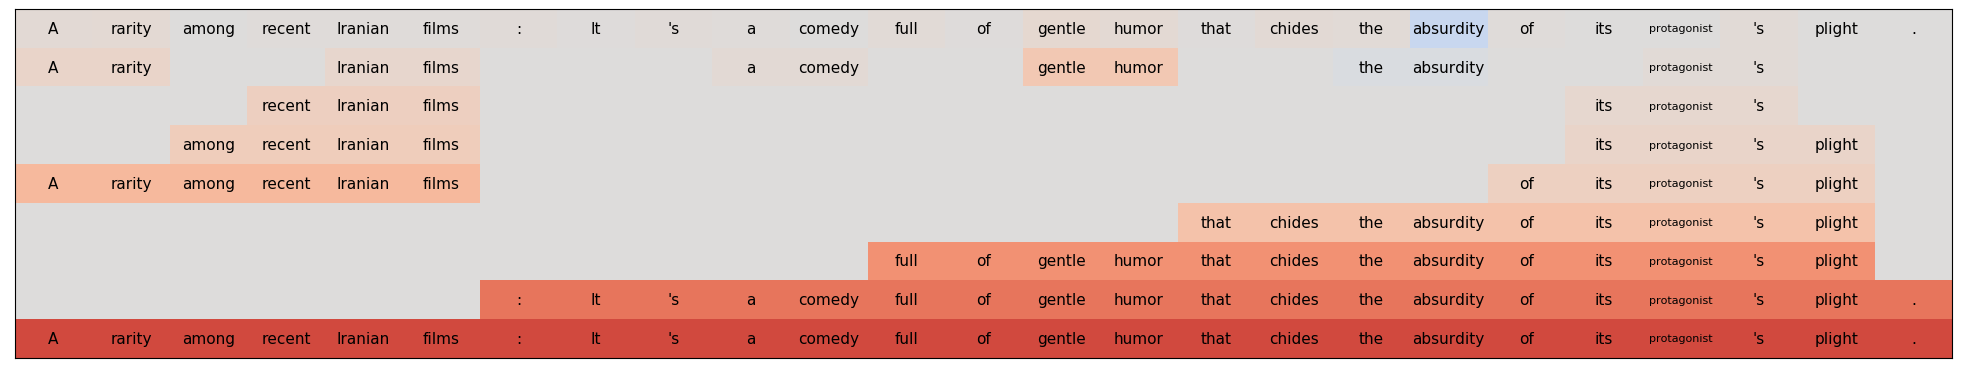 A rarity among recent Iranian films : It 's a comedy full of gentle humor that chides the absurdity of its protagonist 's plight .
A rarity Iranian films a comedy gentle humor the absurdity protagonist 's
recent Iranian films its protagonist 's
among recent Iranian films its protagonist 's plight
A rarity among recent Iranian films of its protagonist 's plight
that chides the absurdity of its protagonist 's plight
full of gentle humor that chides the absurdity of its protagonist 's plight
: It 's a comedy full of gentle humor that chides the absurdity of its protagonist 's plight .
A rarity among recent Iranian films : It 's a comedy full of gentle humor that chides the absurdity of its protagonist 's plight .